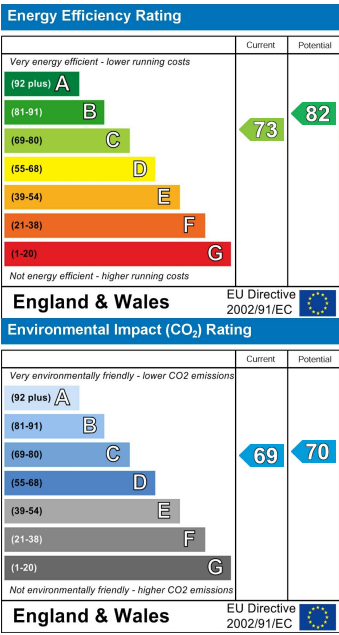 Energy Efficiency Rating
Current Potential
Very energy efficient - lower running costs
(92 plus) A
(81-91) B
(69-80) C
(55-68) D
(39-54) E
(21-38) F
(1-20) G
73
82
Not energy efficient - higher running costs
England & Wales
EU Directive
2002/91/EC
Environmental Impact (CO₂) Rating
Current Potential
Very environmentally friendly - lower CO2 emissions
(92 plus) A
(81-91) B
(69-80) C
(55-68) D
(39-54) E
(21-38) F
(1-20) G
69
70
Not environmentally friendly - higher CO2 emissions
England & Wales
EU Directive
2002/91/EC